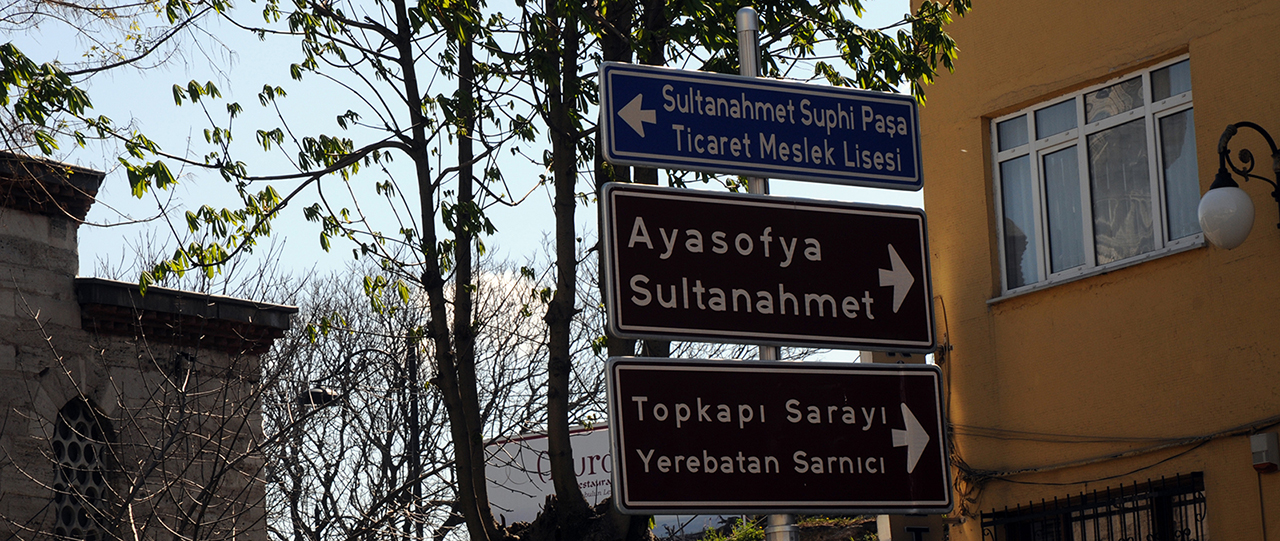 Sultanahmet Suphi Paşa
Ticaret Meslek Lisesi
Ayasofya
Sultanahmet
Topkapı Sarayı
Yerebatan Sarnıcı